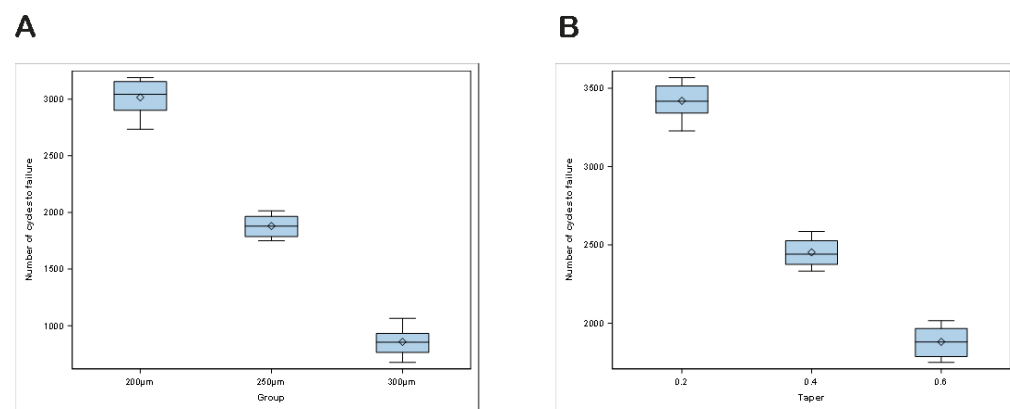 A
B
Number of cycles to failure
3000
2500
2000
1500
1000
200µm
250µm
300µm
Group
Number of cycles to failure
3500
3000
2500
2000
0.2
0.4
0.6
Taper